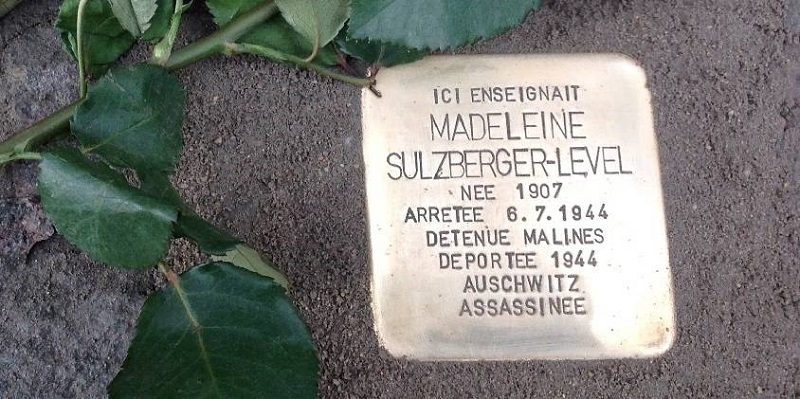 ICI ENSEIGNAIT
MADELEINE
SULZBERGER-LEVEL
NEE 1907
ARRETEE 6.7.1944
DETENUE MALINES
DEPORTEE 1944
AUSCHWITZ
ASSASSINEE